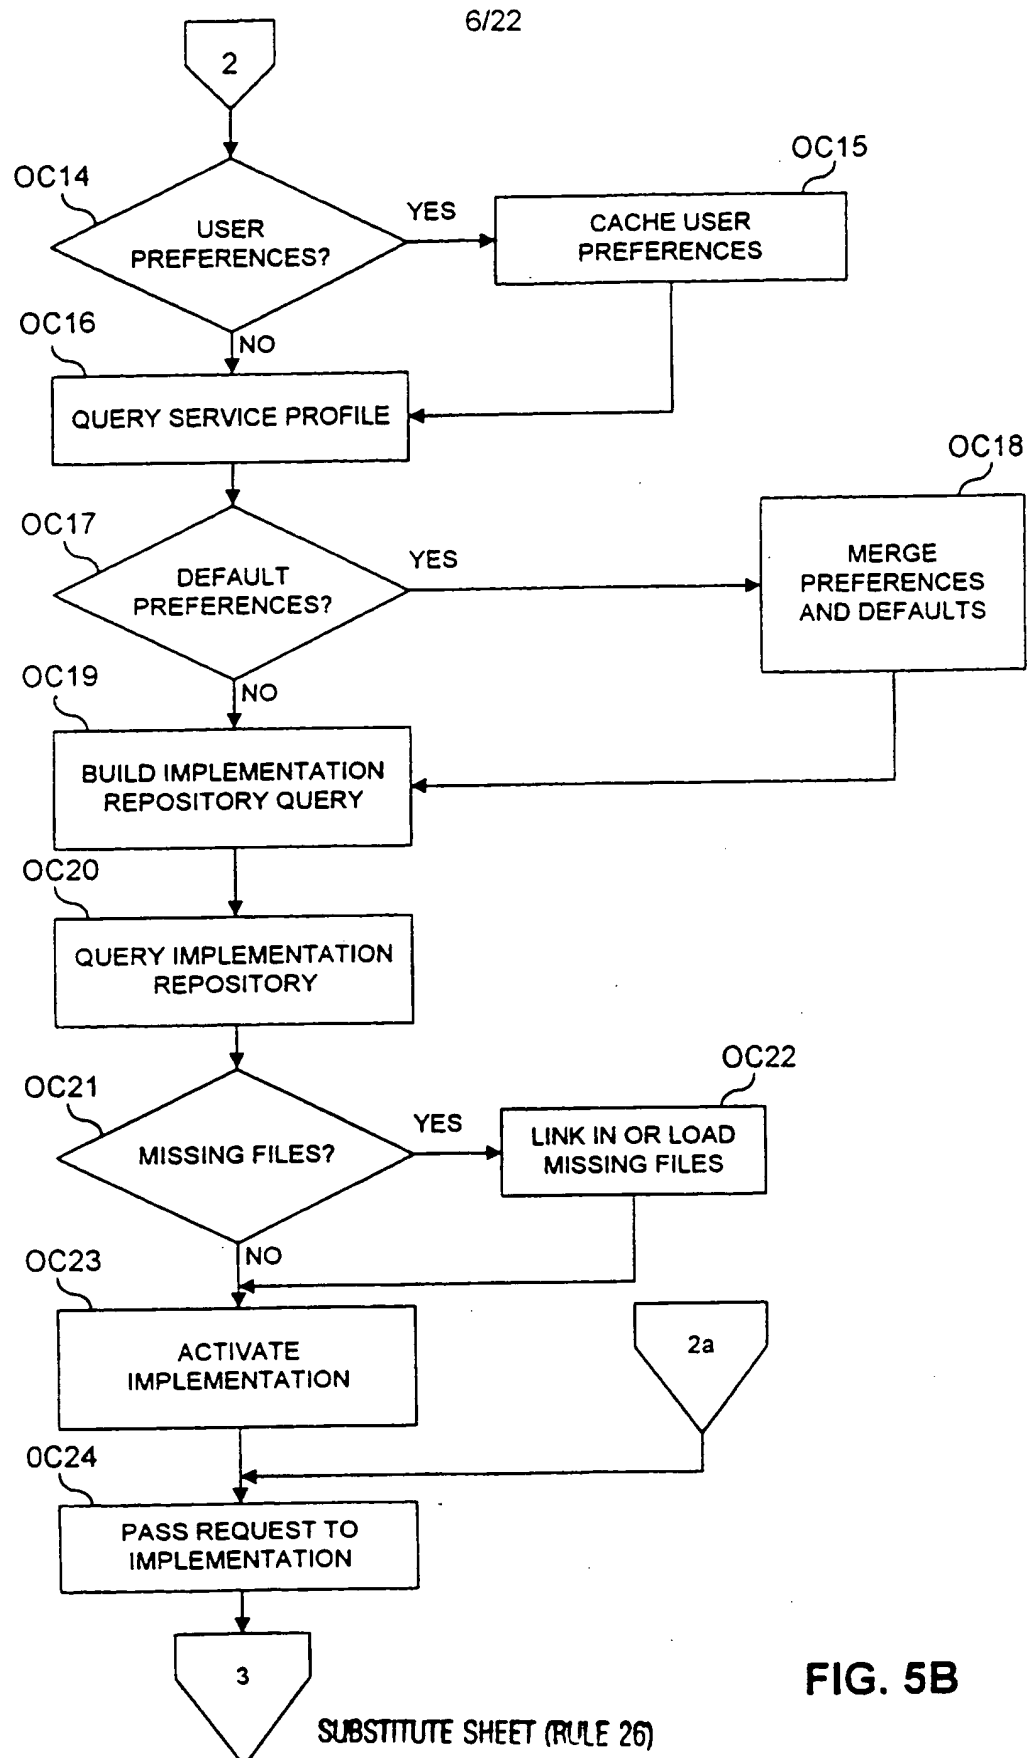 6/22
2
OC14
USER
PREFERENCES?
YES
OC15
CACHE USER
PREFERENCES
NO
OC16
QUERY SERVICE PROFILE
OC17
DEFAULT
PREFERENCES?
YES
OC18
MERGE
PREFERENCES
AND DEFAULTS
NO
OC19
BUILD IMPLEMENTATION
REPOSITORY QUERY
OC20
QUERY IMPLEMENTATION
REPOSITORY
OC21
MISSING FILES?
YES
OC22
LINK IN OR LOAD
MISSING FILES
NO
OC23
ACTIVATE
IMPLEMENTATION
2a
0C24
PASS REQUEST TO
IMPLEMENTATION
3
FIG. 5B
SUBSTITUTE SHEET (RULE 26)